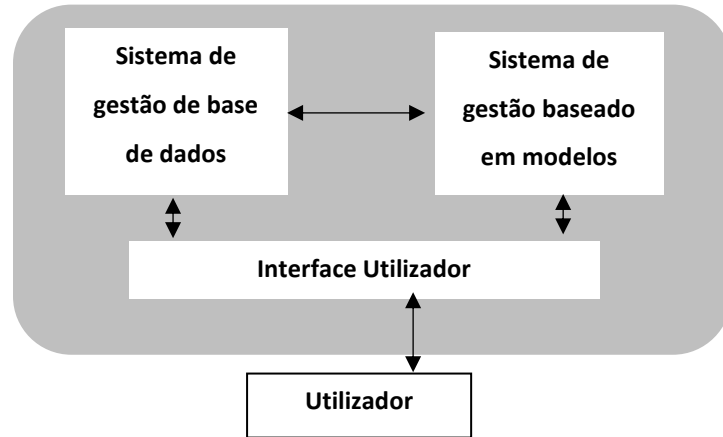 Sistema de
gestão de base
de dados
Sistema de
gestão baseado
em modelos
Interface Utilizador
Utilizador